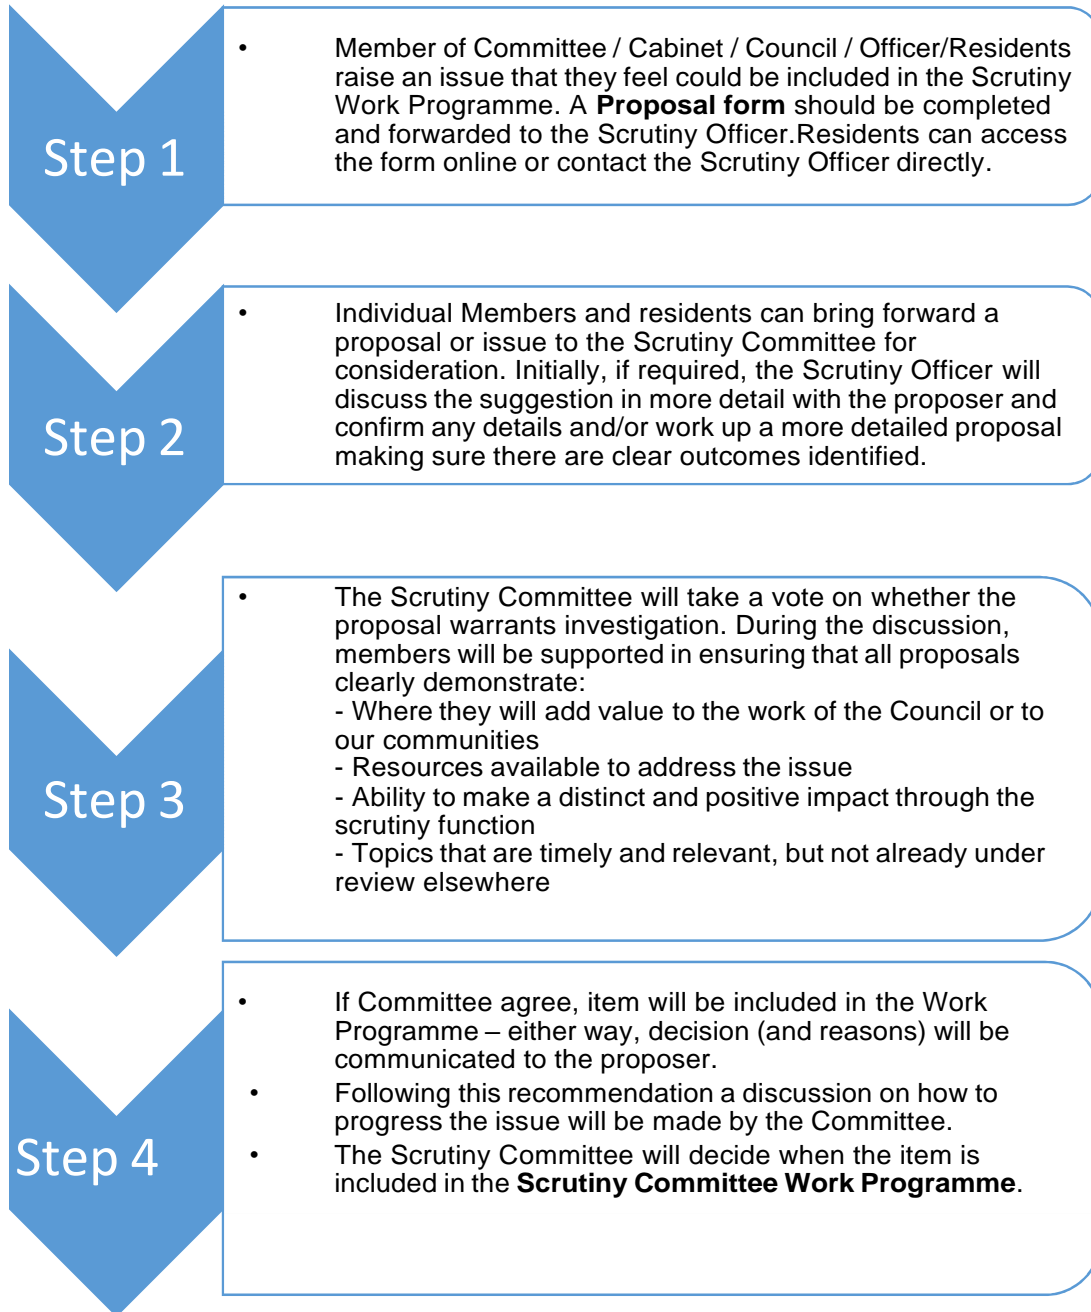 Step 1
• Member of Committee / Cabinet / Council / Officer/Residents
raise an issue that they feel could be included in the Scrutiny
Work Programme. A Proposal form should be completed
and forwarded to the Scrutiny Officer.Residents can access
the form online or contact the Scrutiny Officer directly.
Step 2
• Individual Members and residents can bring forward a
proposal or issue to the Scrutiny Committee for
consideration. Initially, if required, the Scrutiny Officer will
discuss the suggestion in more detail with the proposer and
confirm any details and/or work up a more detailed proposal
making sure there are clear outcomes identified.
Step 3
• The Scrutiny Committee will take a vote on whether the
proposal warrants investigation. During the discussion,
members will be supported in ensuring that all proposals
clearly demonstrate:
- Where they will add value to the work of the Council or to
our communities
- Resources available to address the issue
- Ability to make a distinct and positive impact through the
scrutiny function
- Topics that are timely and relevant, but not already under
review elsewhere
Step 4
• If Committee agree, item will be included in the Work
Programme – either way, decision (and reasons) will be
communicated to the proposer.
• Following this recommendation a discussion on how to
progress the issue will be made by the Committee.
• The Scrutiny Committee will decide when the item is
included in the Scrutiny Committee Work Programme.